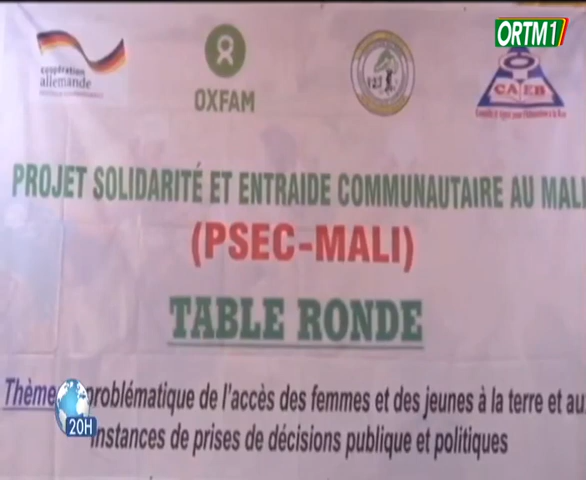 ORTM1
coopération
allemande
OXFAM
123
CAEB
PROJET SOLIDARITÉ ET ENTRAIDE COMMUNAUTAIRE AU MALI
(PSEC-MALI)
TABLE RONDE
Thème problématique de l'accès des femmes et des jeunes à la terre et aux
instances de prises de décisions publique et politiques
20H